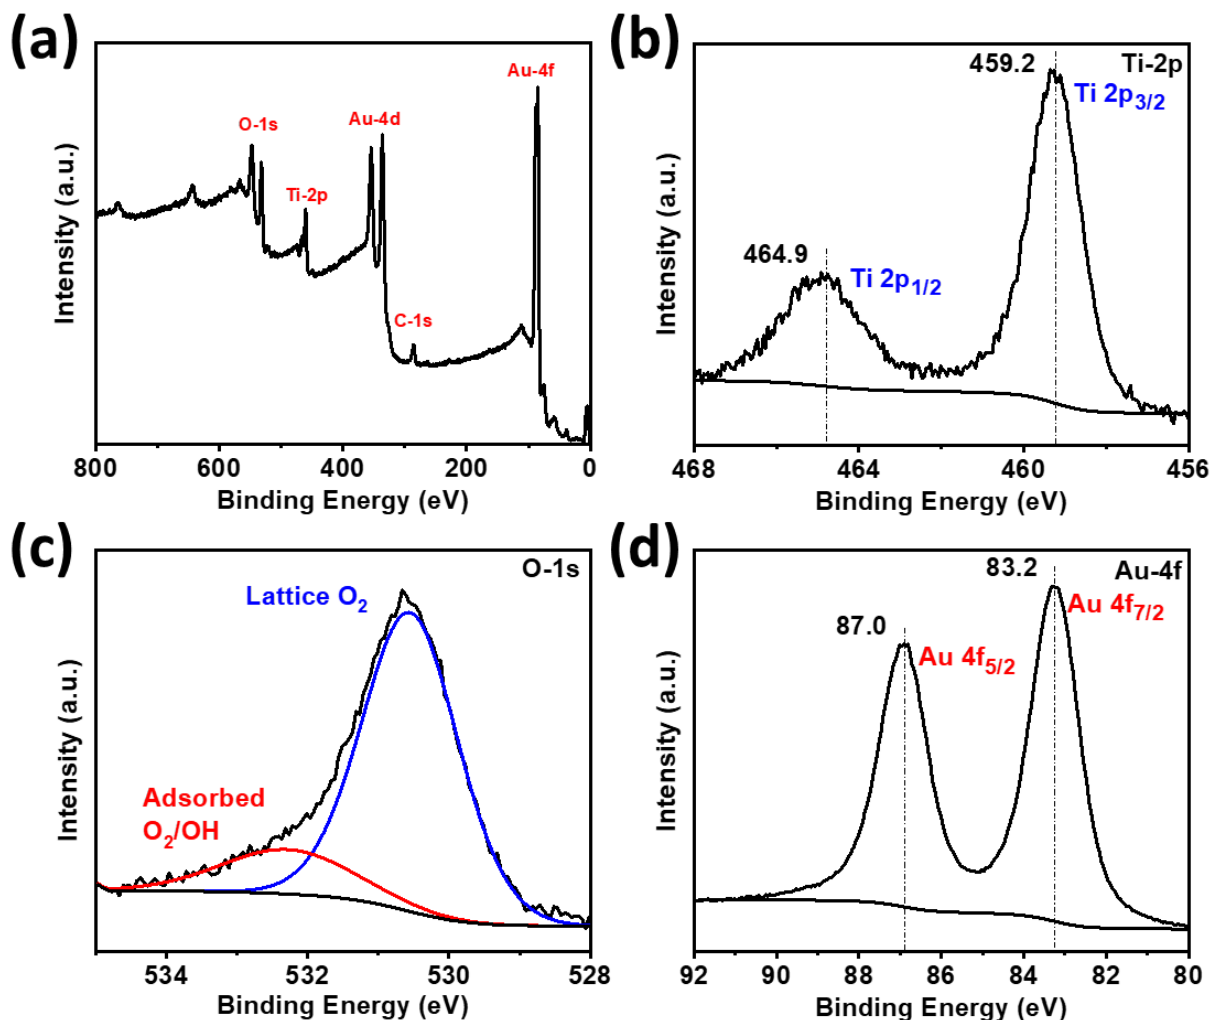 (a)
Intensity (a.u.)
O-1s
Ti-2p
Au-4d
C-1s
Au-4f
800 600 400 200 0
Binding Energy (eV)
(b)
Intensity (a.u.)
459.2 Ti-2p
Ti 2p3/2
464.9
Ti 2p1/2
468 464 460 456
Binding Energy (eV)
(c)
Intensity (a.u.)
O-1s
Lattice O2
Adsorbed
O2/OH
534 532 530 528
Binding Energy (eV)
(d)
Intensity (a.u.)
83.2 Au-4f
Au 4f7/2
87.0
Au 4f5/2
92 90 88 86 84 82 80
Binding Energy (eV)